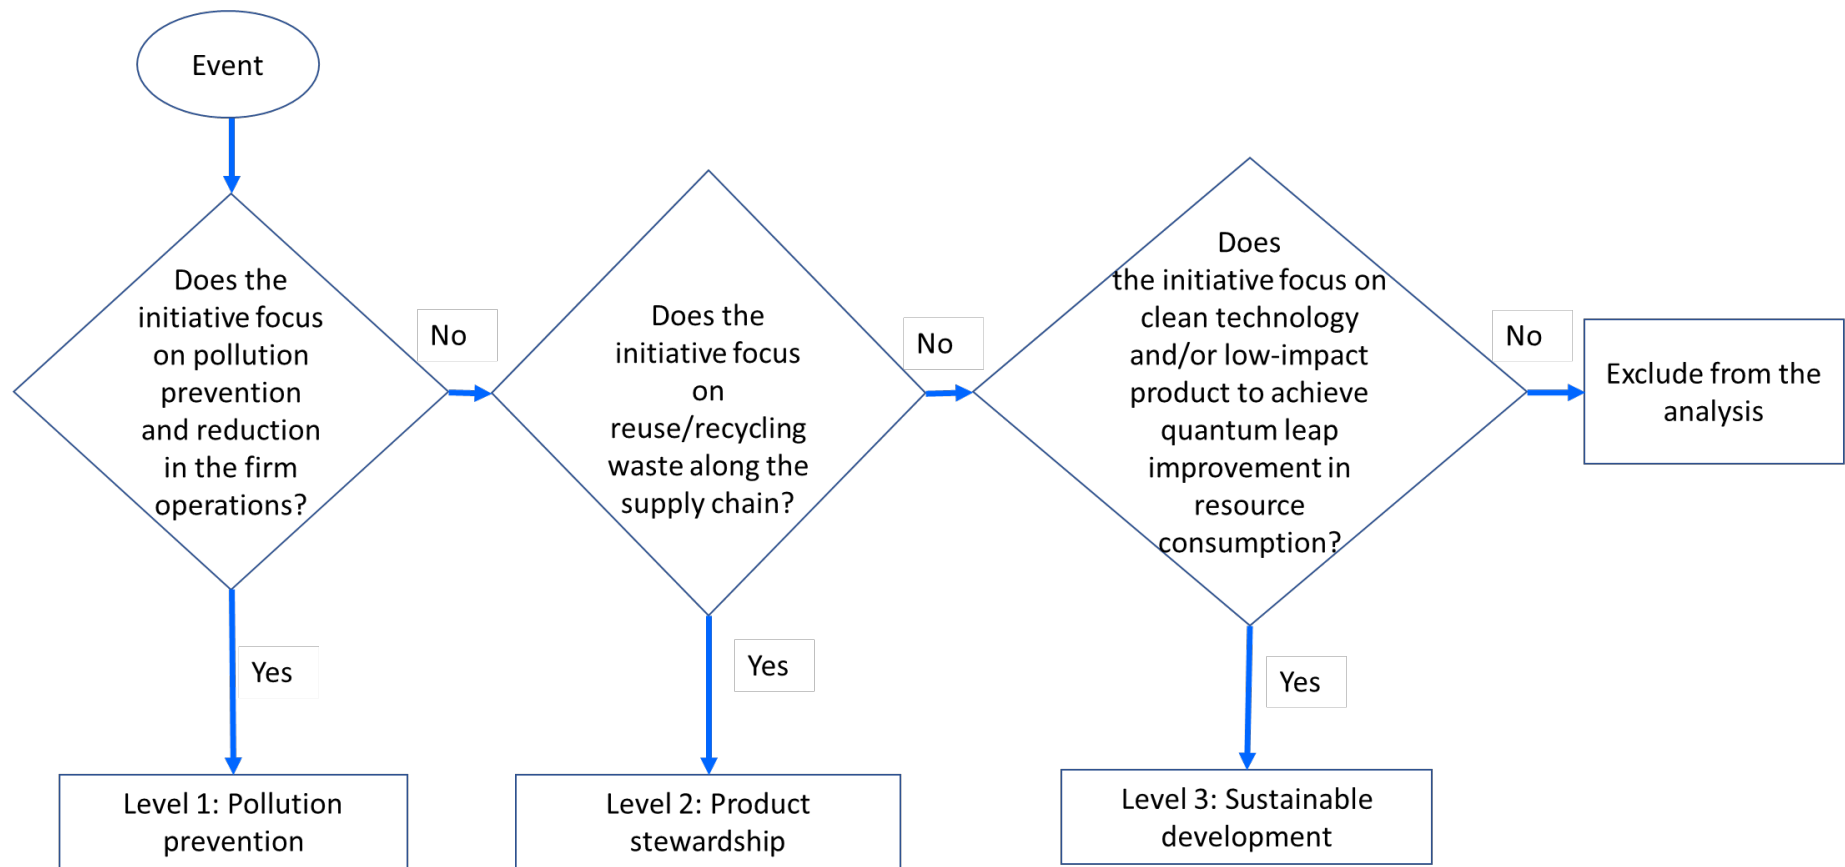 Event
Does the
initiative focus
on pollution
prevention
and reduction
in the firm
operations?
No
Yes
Level 1: Pollution
prevention
Does the
initiative focus
on
reuse/recycling
waste along the
supply chain?
No
Yes
Level 2: Product
stewardship
Does
the initiative focus on
clean technology
and/or low-impact
product to achieve
quantum leap
improvement in
resource
consumption?
No
Yes
Level 3: Sustainable
development
Exclude from the
analysis